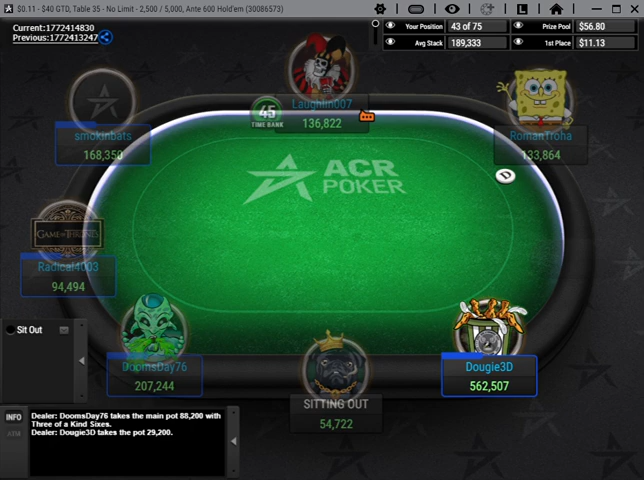 $0.11 - $40 GTD, Table 35 - No Limit - 2,500 / 5,000, Ante 600 Hold'em (30086573)
Current:1772414830
Previous:1772413247
Your Position 43 of 75 Prize Pool $56.80
Avg Stack 189,333 1st Place $11.13
45
TIME BANK
Laughlin007
136,822
smokinbats
168,350
RomanTroha
133,864
D
ACR
POKER
GAME OF THRONES
Radical4003
94,494
Sit Out
DoomsDay76
207,244
SITTING OUT
54,722
Dougie3D
562,507
INFO
Dealer: DoomsDay76 takes the main pot 88,200 with
Three of a Kind Sixes.
Dealer: Dougie3D takes the pot 29,200.